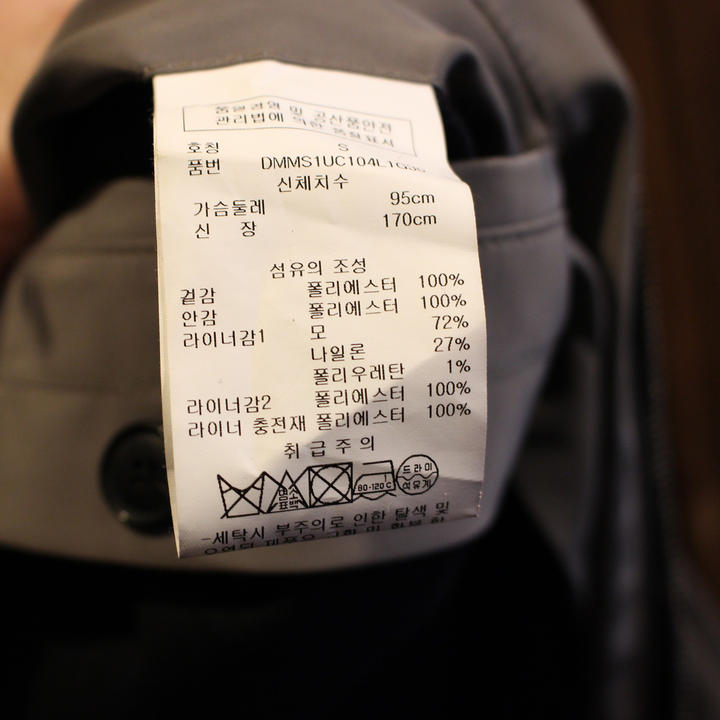 품질경영 및 공산품안전
관리법에 의한 품질표시
호칭 S
품번
신체치수
가슴둘레 95cm
신 장 170cm
섬유의 조성
겉감 폴리에스터 100%
안감 폴리에스터 100%
라이너감1 모 72%
나일론 27%
폴리우레탄 1%
라이너감2 폴리에스터 100%
라이너 충전재 폴리에스터 100%
취급주의
염소
표백
80-120℃
드라이
석유계
-세탁시 부주의로 인한 탈색 및